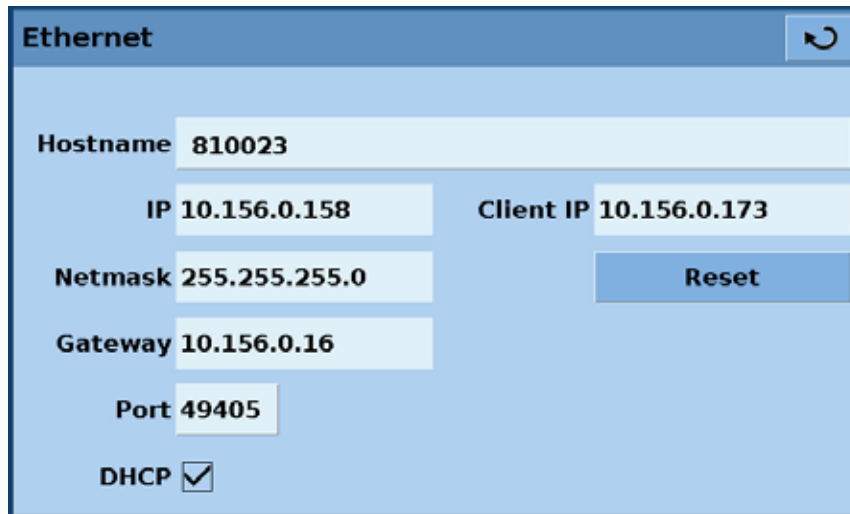 Ethernet
Hostname 810023
IP 10.156.0.158 Client IP 10.156.0.173
Netmask 255.255.255.0 Reset
Gateway 10.156.0.16
Port 49405
DHCP